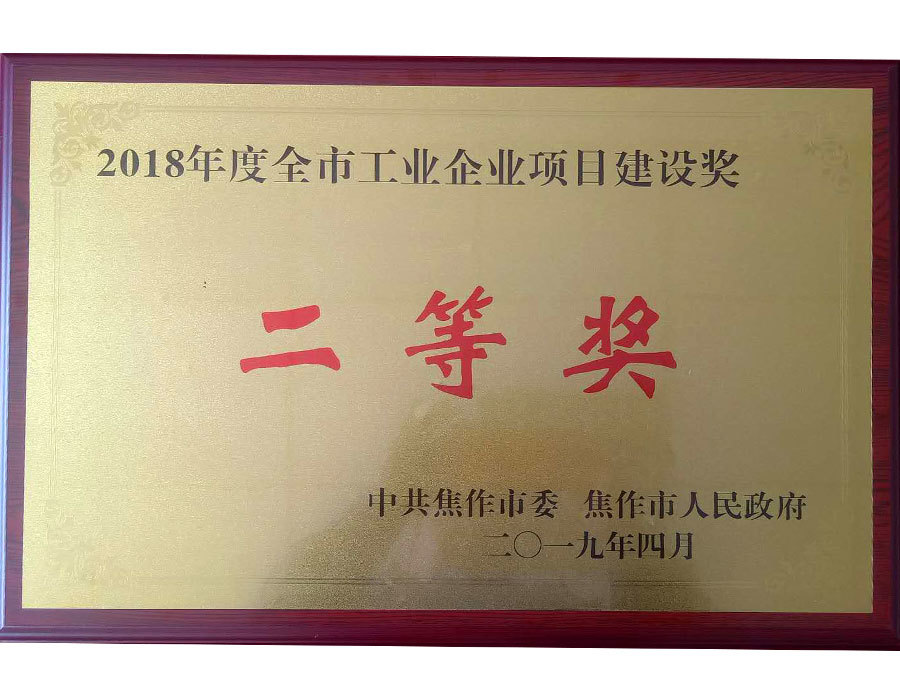 2018年度全市工业企业项目建设奖
二等奖
中共焦作市委 焦作市人民政府
二〇一九年四月